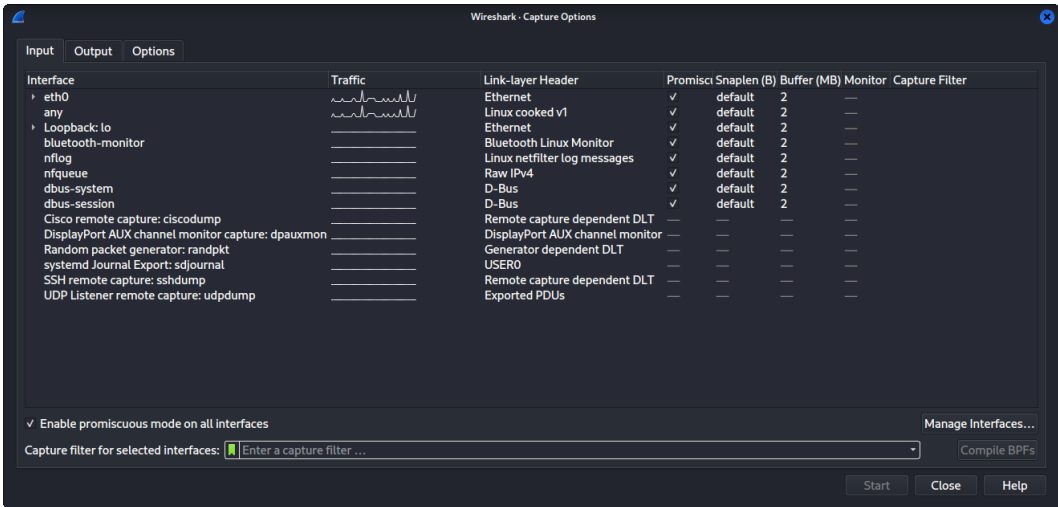 Wireshark · Capture Options
Input Output Options
Interface Traffic Link-layer Header Promisc Snaplen (B) Buffer (MB) Monitor Capture Filter
eth0 Ethernet ✓ default 2 —
any Linux cooked v1 ✓ default 2 —
Loopback: lo Ethernet ✓ default 2 —
bluetooth-monitor Bluetooth Linux Monitor ✓ default 2 —
nflog Linux netfilter log messages ✓ default 2 —
nfqueue Raw IPv4 ✓ default 2 —
dbus-system D-Bus ✓ default 2 —
dbus-session D-Bus ✓ default 2 —
Cisco remote capture: ciscodump Remote capture dependent DLT — — — —
DisplayPort AUX channel monitor capture: dpauxmon DisplayPort AUX channel monitor — — — —
Random packet generator: randpkt Generator dependent DLT — — — —
systemd Journal Export: sdjournal USER0 — — — —
SSH remote capture: sshdump Remote capture dependent DLT — — — —
UDP Listener remote capture: udpdump Exported PDUs — — — —
✓ Enable promiscuous mode on all interfaces Manage Interfaces...
Capture filter for selected interfaces: Enter a capture filter ... Compile BPFs
Start Close Help